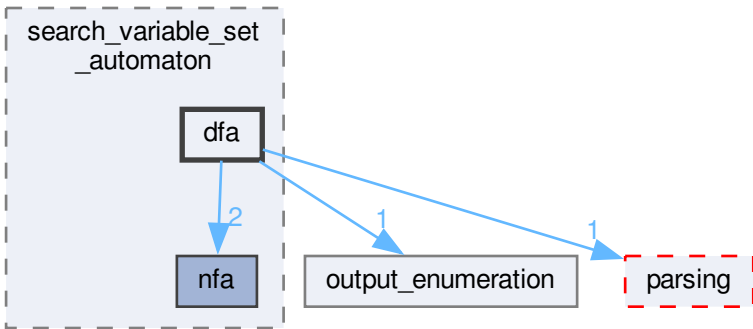 search_variable_set
_automaton
dfa
2
1
1
nfa
output_enumeration
parsing